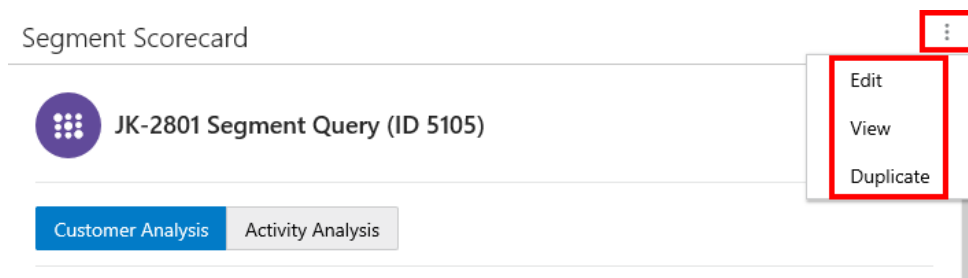 Segment Scorecard
Edit
JK-2801 Segment Query (ID 5105)
View
Duplicate
Customer Analysis
Activity Analysis